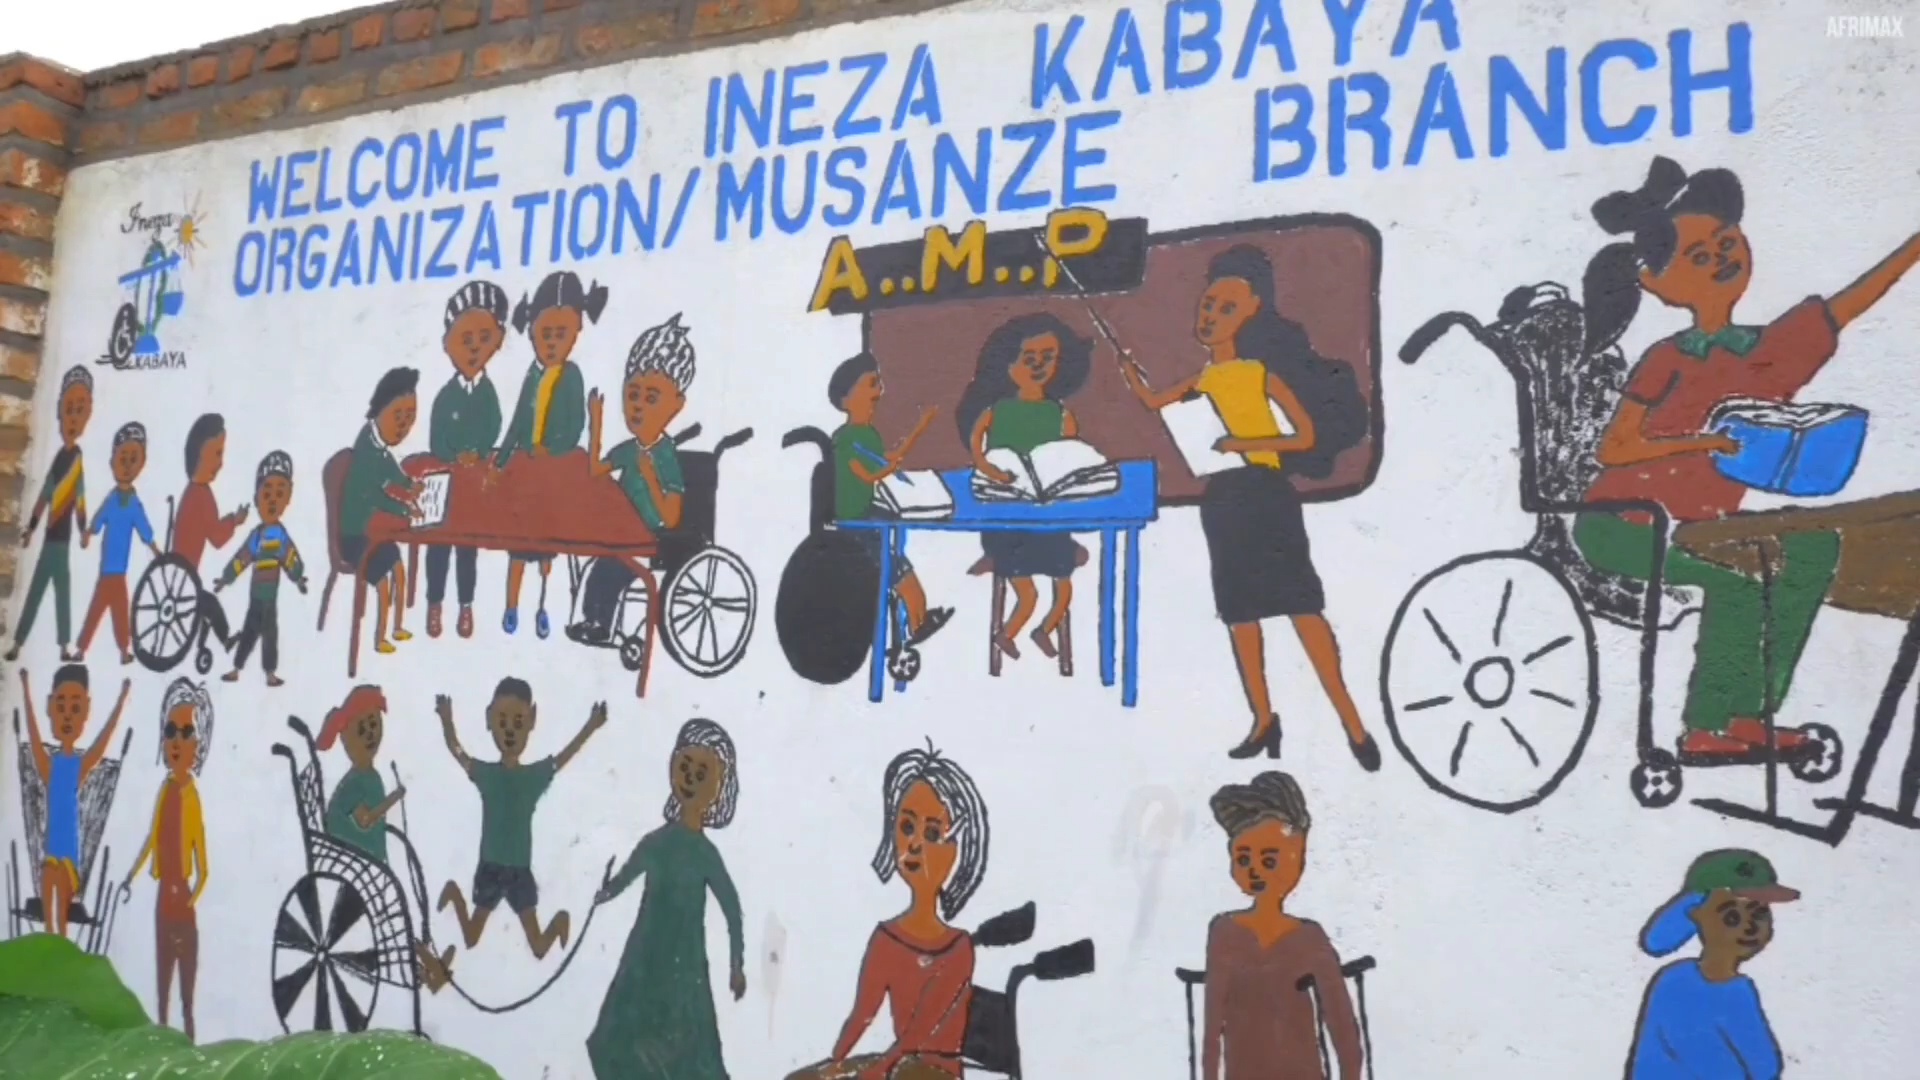 AFRIMAX
WELCOME TO INEZA KABAYA
ORGANIZATION/MUSANZE BRANCH
Ineza
KABAYA
A..M..P